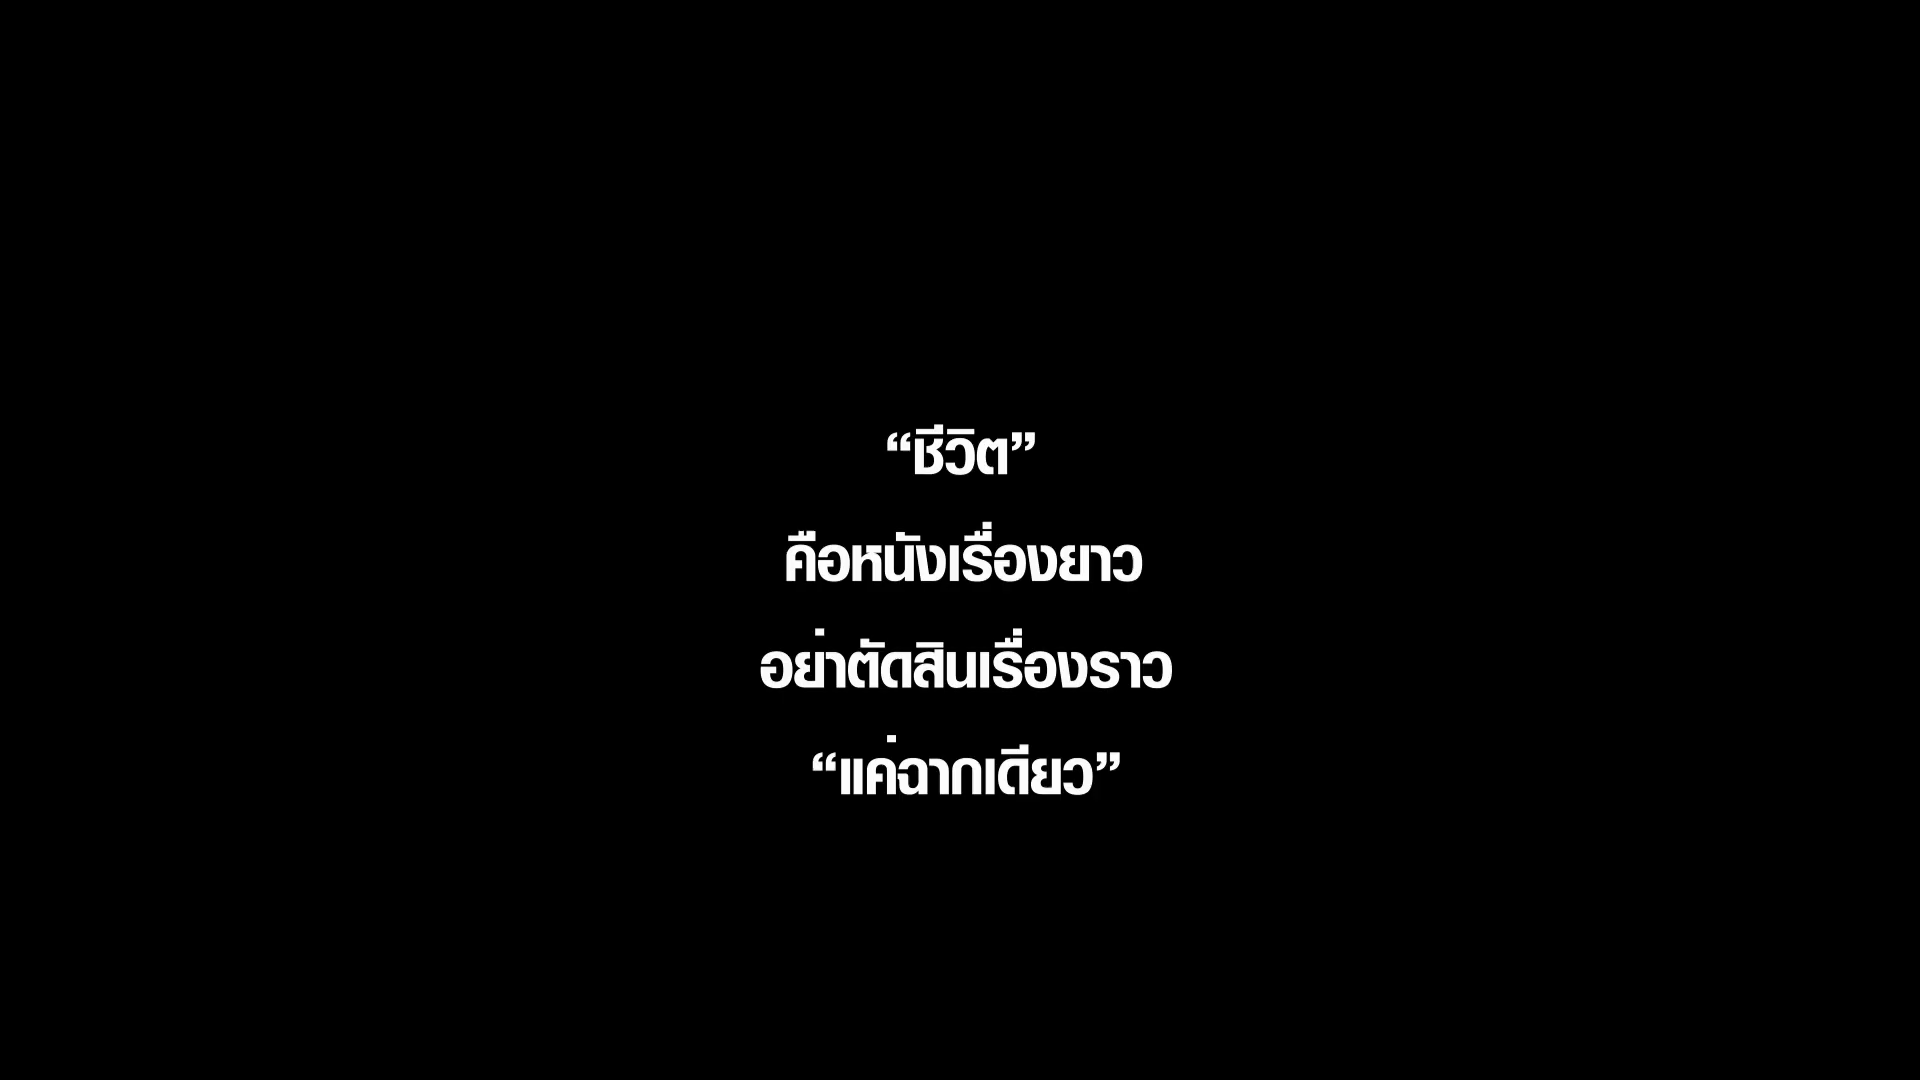 “ชีวิต”
คือหนังเรื่องยาว
อย่าตัดสินเรื่องราว
“แค่ฉากเดียว”